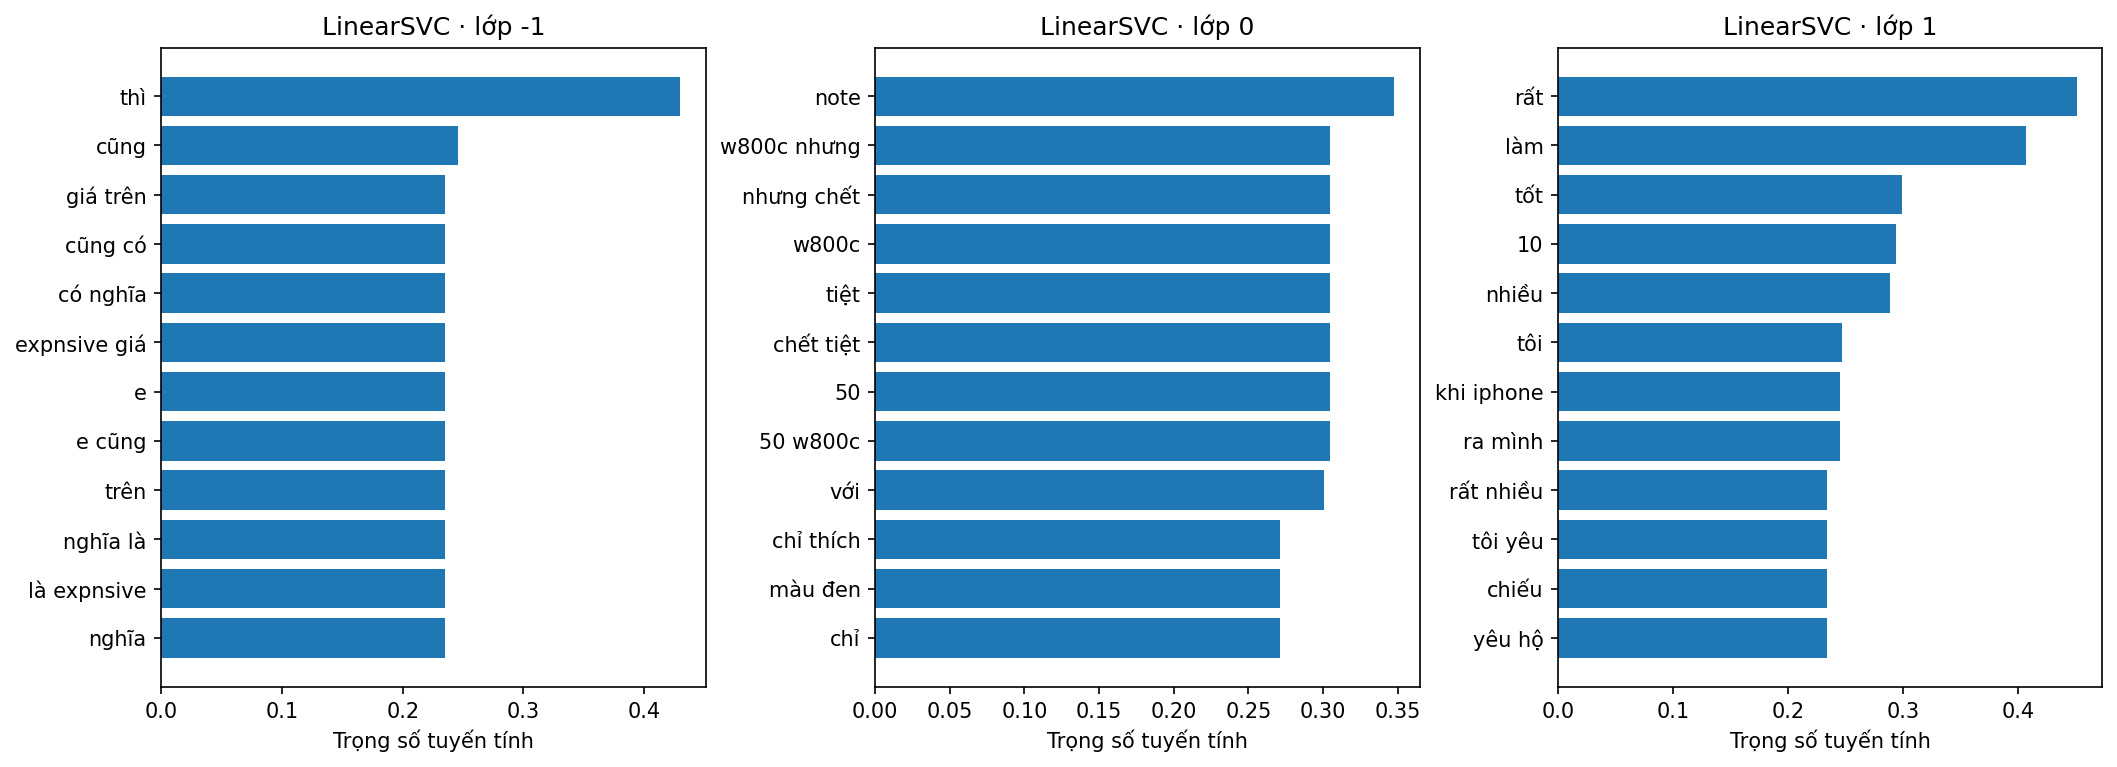 LinearSVC · lớp -1
thì
cũng
giá trên
cũng có
có nghĩa
expnsive giá
e
e cũng
trên
nghĩa là
là expnsive
nghĩa
0.0 0.1 0.2 0.3 0.4
Trọng số tuyến tính
LinearSVC · lớp 0
note
w800c nhưng
nhưng chết
w800c
tiệt
chết tiệt
50
50 w800c
với
chỉ thích
màu đen
chỉ
0.00 0.05 0.10 0.15 0.20 0.25 0.30 0.35
Trọng số tuyến tính
LinearSVC · lớp 1
rất
làm
tốt
10
nhiều
tôi
khi iphone
ra mình
rất nhiều
tôi yêu
chiếu
yêu hộ
0.0 0.1 0.2 0.3 0.4
Trọng số tuyến tính